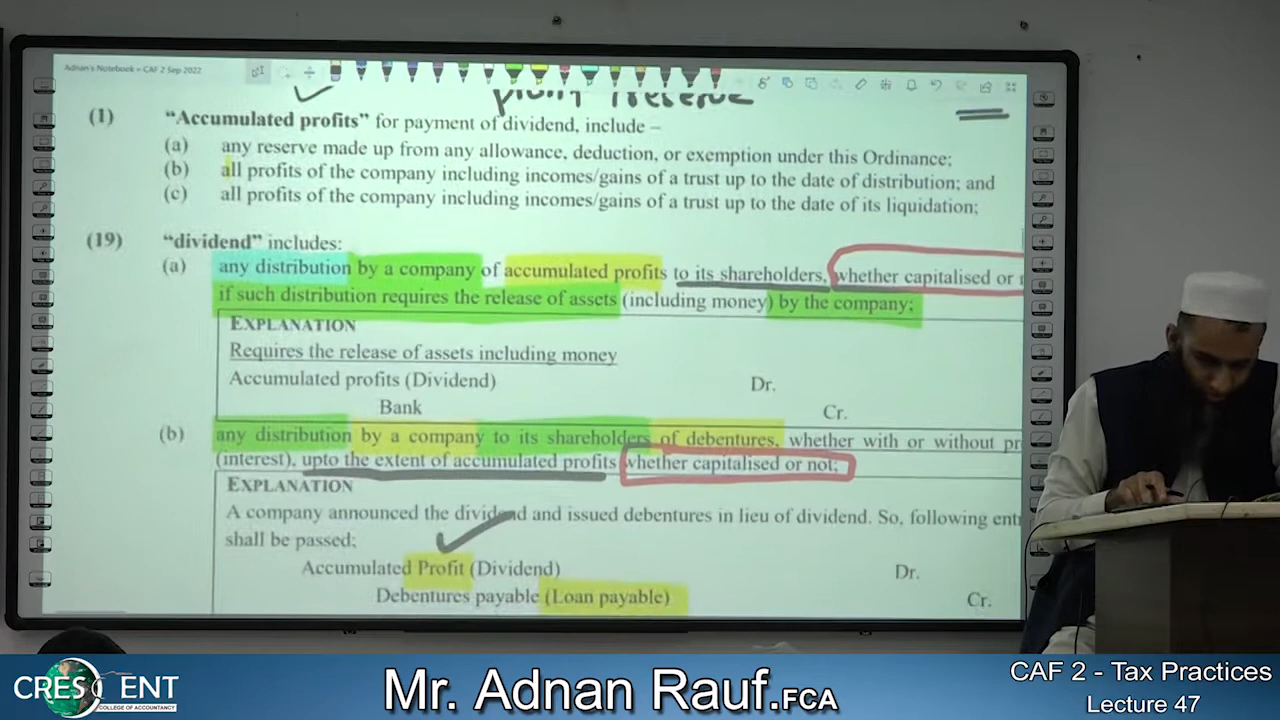 Adnan's Notebook » CAF 2 Sep 2022
profit reserve
(1) "Accumulated profits" for payment of dividend, include –
(a) any reserve made up from any allowance, deduction, or exemption under this Ordinance;
(b) all profits of the company including incomes/gains of a trust up to the date of distribution; and
(c) all profits of the company including incomes/gains of a trust up to the date of its liquidation;
(19) "dividend" includes:
(a) any distribution by a company of accumulated profits to its shareholders, whether capitalised or
if such distribution requires the release of assets (including money) by the company;
EXPLANATION
Requires the release of assets including money
Accumulated profits (Dividend) Dr.
Bank Cr.
(b) any distribution by a company to its shareholders of debentures, whether with or without pr
(interest), upto the extent of accumulated profits whether capitalised or not;
EXPLANATION
A company announced the dividend and issued debentures in lieu of dividend. So, following ent
shall be passed;
Accumulated Profit (Dividend) Dr.
Debentures payable (Loan payable) Cr.
CRESCENT
COLLEGE OF ACCOUNTANCY
Mr. Adnan Rauf.FCA
CAF 2 - Tax Practices
Lecture 47